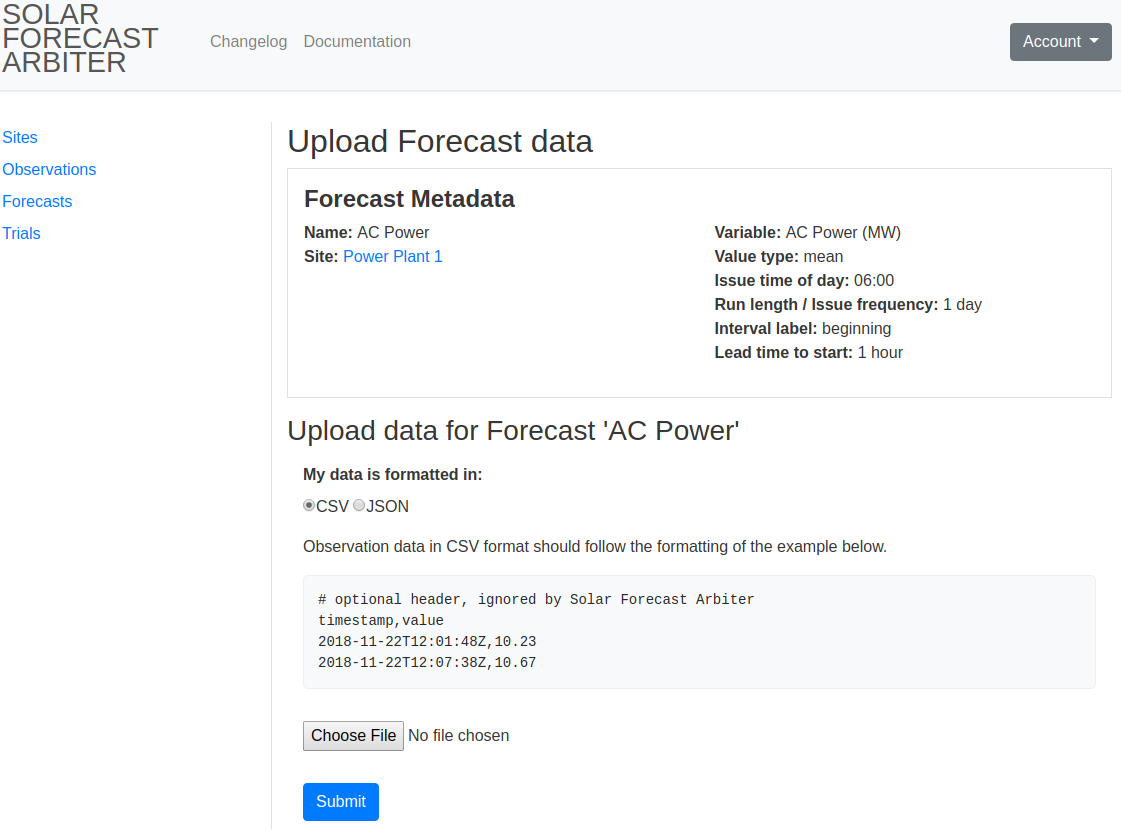 SOLAR
FORECAST
ARBITER
Changelog Documentation
Account
Sites
Observations
Forecasts
Trials
Upload Forecast data
Forecast Metadata
Name: AC Power
Site: Power Plant 1
Variable: AC Power (MW)
Value type: mean
Issue time of day: 06:00
Run length / Issue frequency: 1 day
Interval label: beginning
Lead time to start: 1 hour
Upload data for Forecast 'AC Power'
My data is formatted in:
CSV JSON
Observation data in CSV format should follow the formatting of the example below.
# optional header, ignored by Solar Forecast Arbiter
timestamp,value
2018-11-22T12:01:48Z,10.23
2018-11-22T12:07:38Z,10.67
Choose File No file chosen
Submit